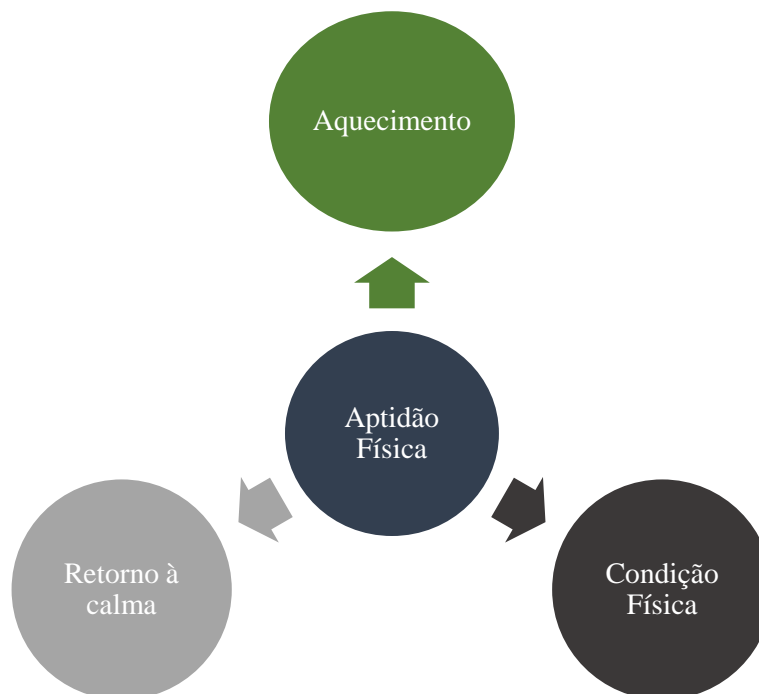 Aquecimento
Aptidão
Física
Retorno à
calma
Condição
Física